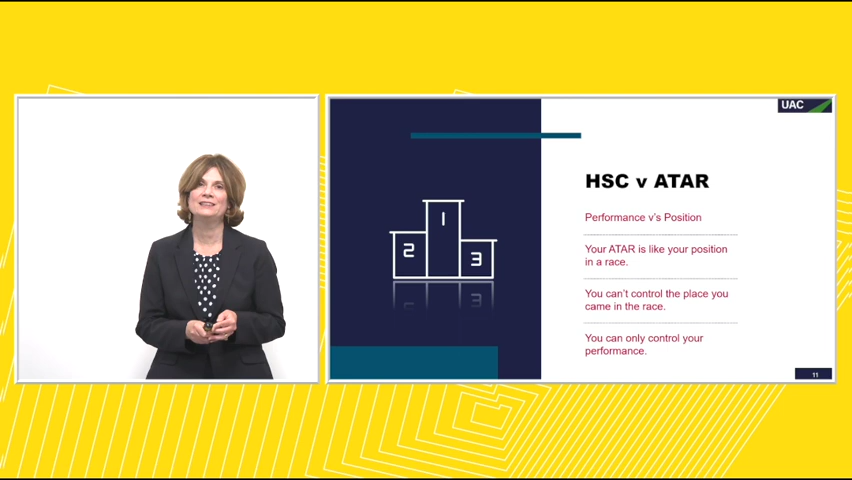 UAC
HSC v ATAR
Performance v's Position
Your ATAR is like your position
in a race.
You can't control the place you
came in the race.
You can only control your
performance.
1
2
3
3
11